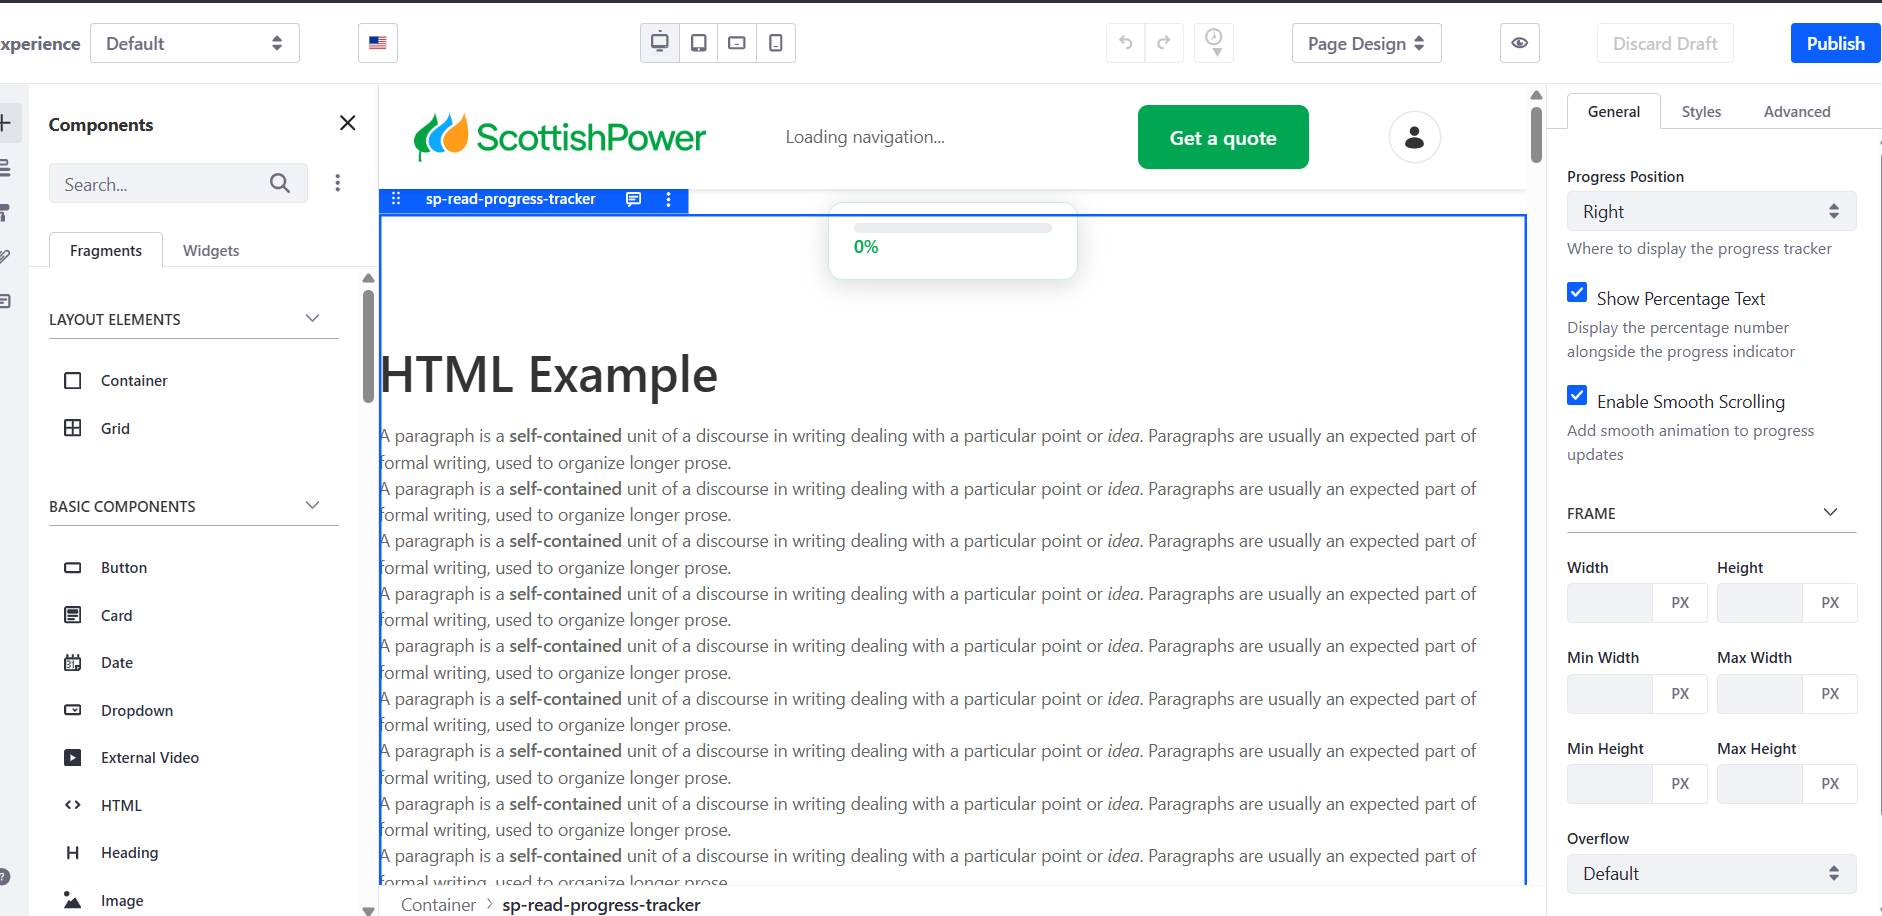 xperience
Default
Page Design
Discard Draft
Publish
Components
Search...
Fragments
Widgets
LAYOUT ELEMENTS
Container
Grid
BASIC COMPONENTS
Button
Card
Date
Dropdown
External Video
HTML
Heading
Image
ScottishPower
Loading navigation...
Get a quote
sp-read-progress-tracker
0%
HTML Example
A paragraph is a self-contained unit of a discourse in writing dealing with a particular point or idea. Paragraphs are usually an expected part of
formal writing, used to organize longer prose.
A paragraph is a self-contained unit of a discourse in writing dealing with a particular point or idea. Paragraphs are usually an expected part of
formal writing, used to organize longer prose.
A paragraph is a self-contained unit of a discourse in writing dealing with a particular point or idea. Paragraphs are usually an expected part of
formal writing, used to organize longer prose.
A paragraph is a self-contained unit of a discourse in writing dealing with a particular point or idea. Paragraphs are usually an expected part of
formal writing, used to organize longer prose.
A paragraph is a self-contained unit of a discourse in writing dealing with a particular point or idea. Paragraphs are usually an expected part of
formal writing, used to organize longer prose.
A paragraph is a self-contained unit of a discourse in writing dealing with a particular point or idea. Paragraphs are usually an expected part of
formal writing, used to organize longer prose.
A paragraph is a self-contained unit of a discourse in writing dealing with a particular point or idea. Paragraphs are usually an expected part of
formal writing, used to organize longer prose.
A paragraph is a self-contained unit of a discourse in writing dealing with a particular point or idea. Paragraphs are usually an expected part of
formal writing, used to organize longer prose.
A paragraph is a self-contained unit of a discourse in writing dealing with a particular point or idea. Paragraphs are usually an expected part of
formal writing, used to organize longer prose.
Container > sp-read-progress-tracker
General
Styles
Advanced
Progress Position
Right
Where to display the progress tracker
Show Percentage Text
Display the percentage number
alongside the progress indicator
Enable Smooth Scrolling
Add smooth animation to progress
updates
FRAME
Width
Height
PX
PX
Min Width
Max Width
PX
PX
Min Height
Max Height
PX
PX
Overflow
Default